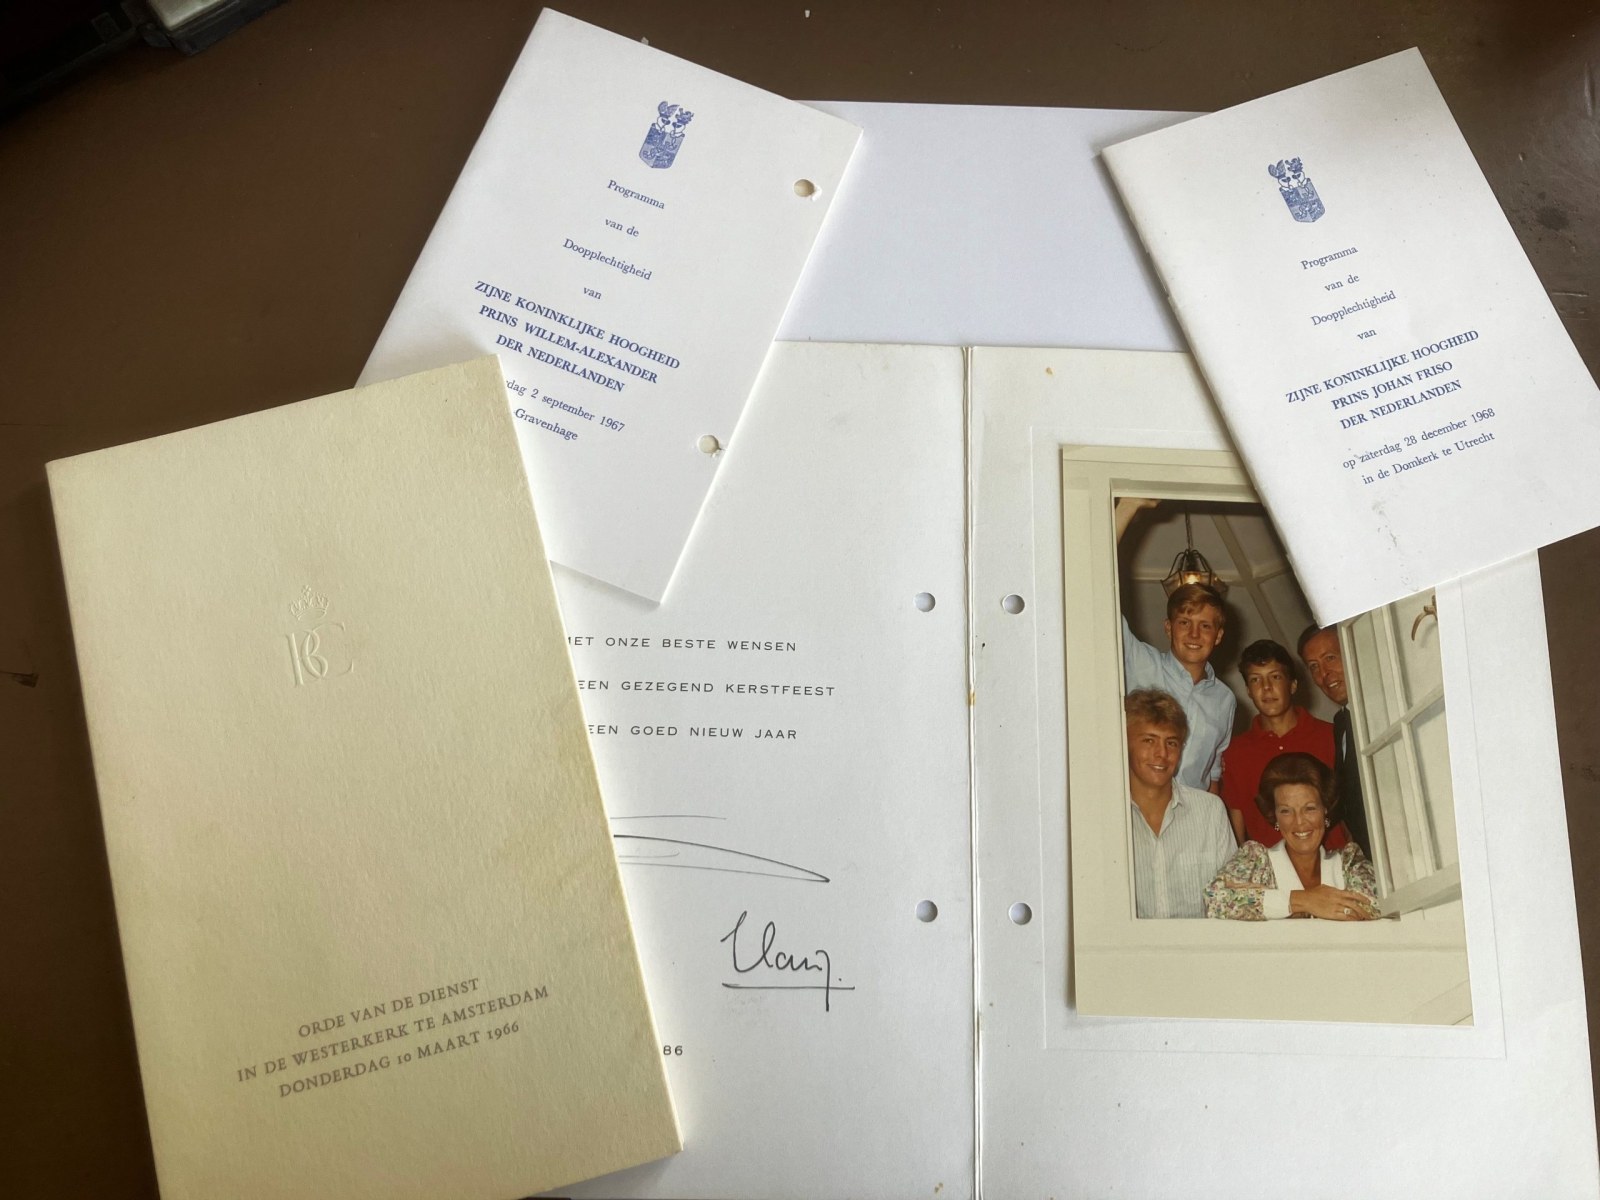 Programma
van de
Doopplechtigheid
van
ZIJNE KONINKLIJKE HOOGHEID
PRINS WILLEM-ALEXANDER
DER NEDERLANDEN
dag 2 september 1967
Gravenhage
Programma
van de
Doopplechtigheid
van
ZIJNE KONINKLIJKE HOOGHEID
PRINS JOHAN FRISO
DER NEDERLANDEN
op zaterdag 28 december 1968
in de Domkerk te Utrecht
ORDE VAN DE DIENST
IN DE WESTERKERK TE AMSTERDAM
DONDERDAG 10 MAART 1966
MET ONZE BESTE WENSEN
EEN GEZEGEND KERSTFEEST
EEN GOED NIEUW JAAR
Claus.
86